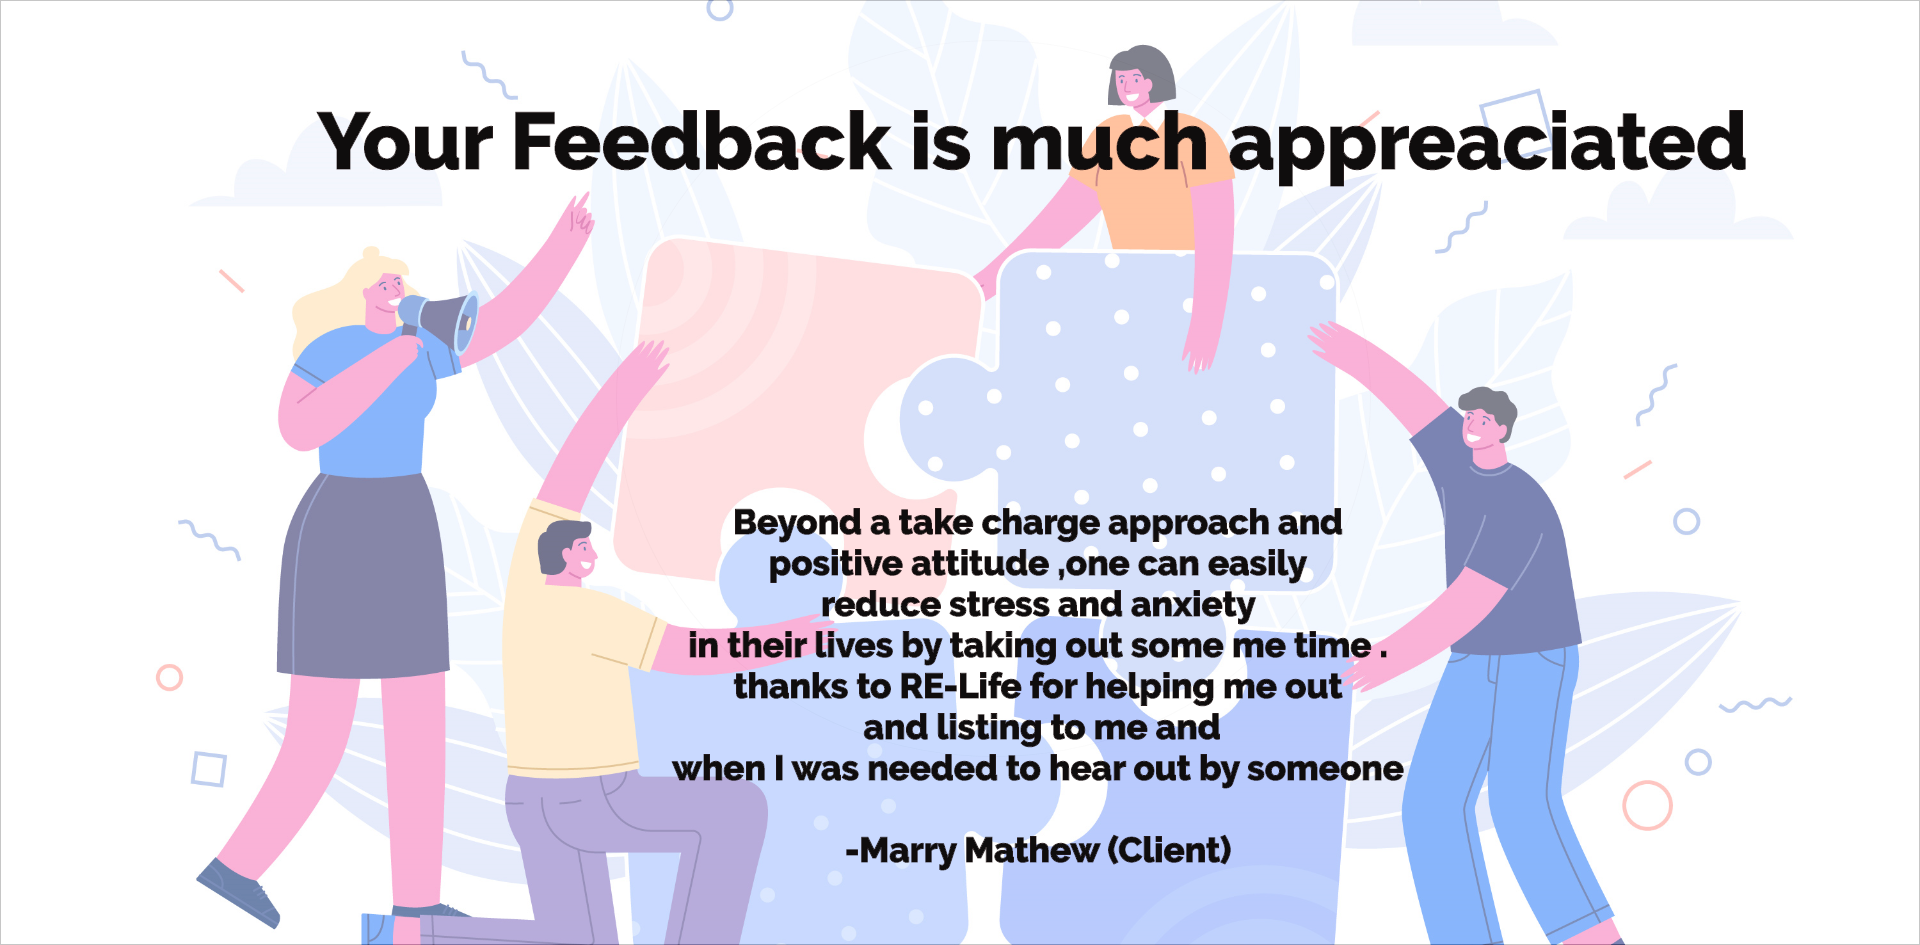 Your Feedback is much appreaciated
Beyond a take charge approach and
positive attitude ,one can easily
reduce stress and anxiety
in their lives by taking out some me time .
thanks to RE-Life for helping me out
and listing to me and
when I was needed to hear out by someone
-Marry Mathew (Client)